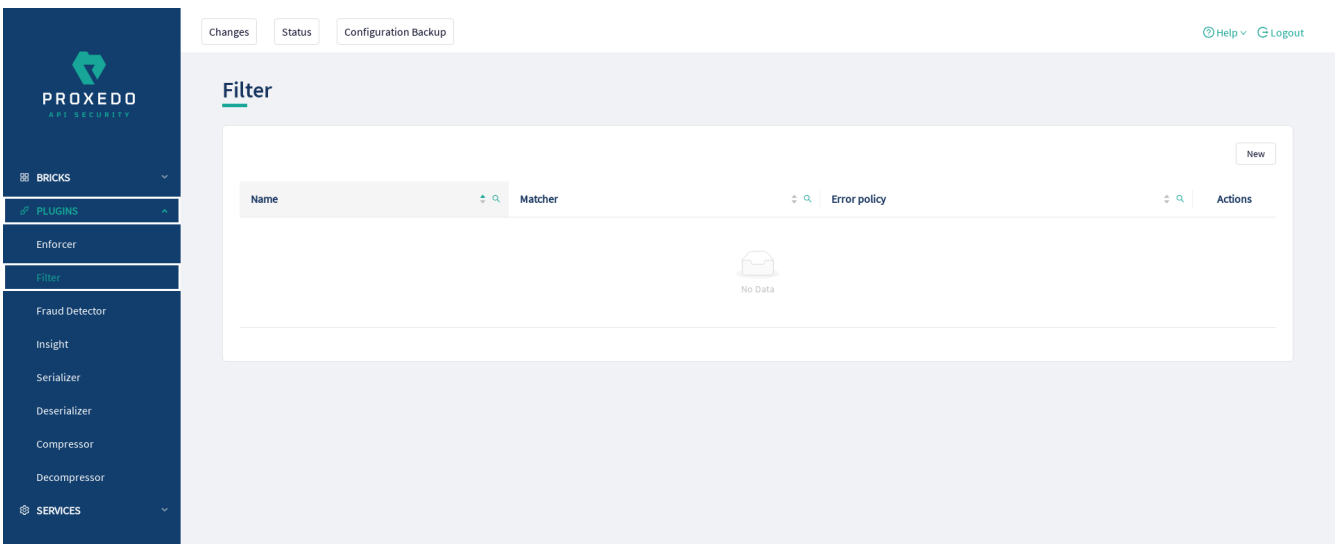 Changes Status Configuration Backup Help Logout
PROXEDO
API SECURITY
BRICKS
PLUGINS
Enforcer
Filter
Fraud Detector
Insight
Serializer
Deserializer
Compressor
Decompressor
SERVICES
Filter
New
Name Matcher Error policy Actions
No Data